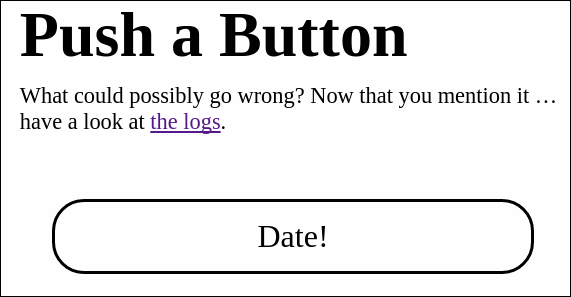 Push a Button
What could possibly go wrong? Now that you mention it …
have a look at the logs.
Date!